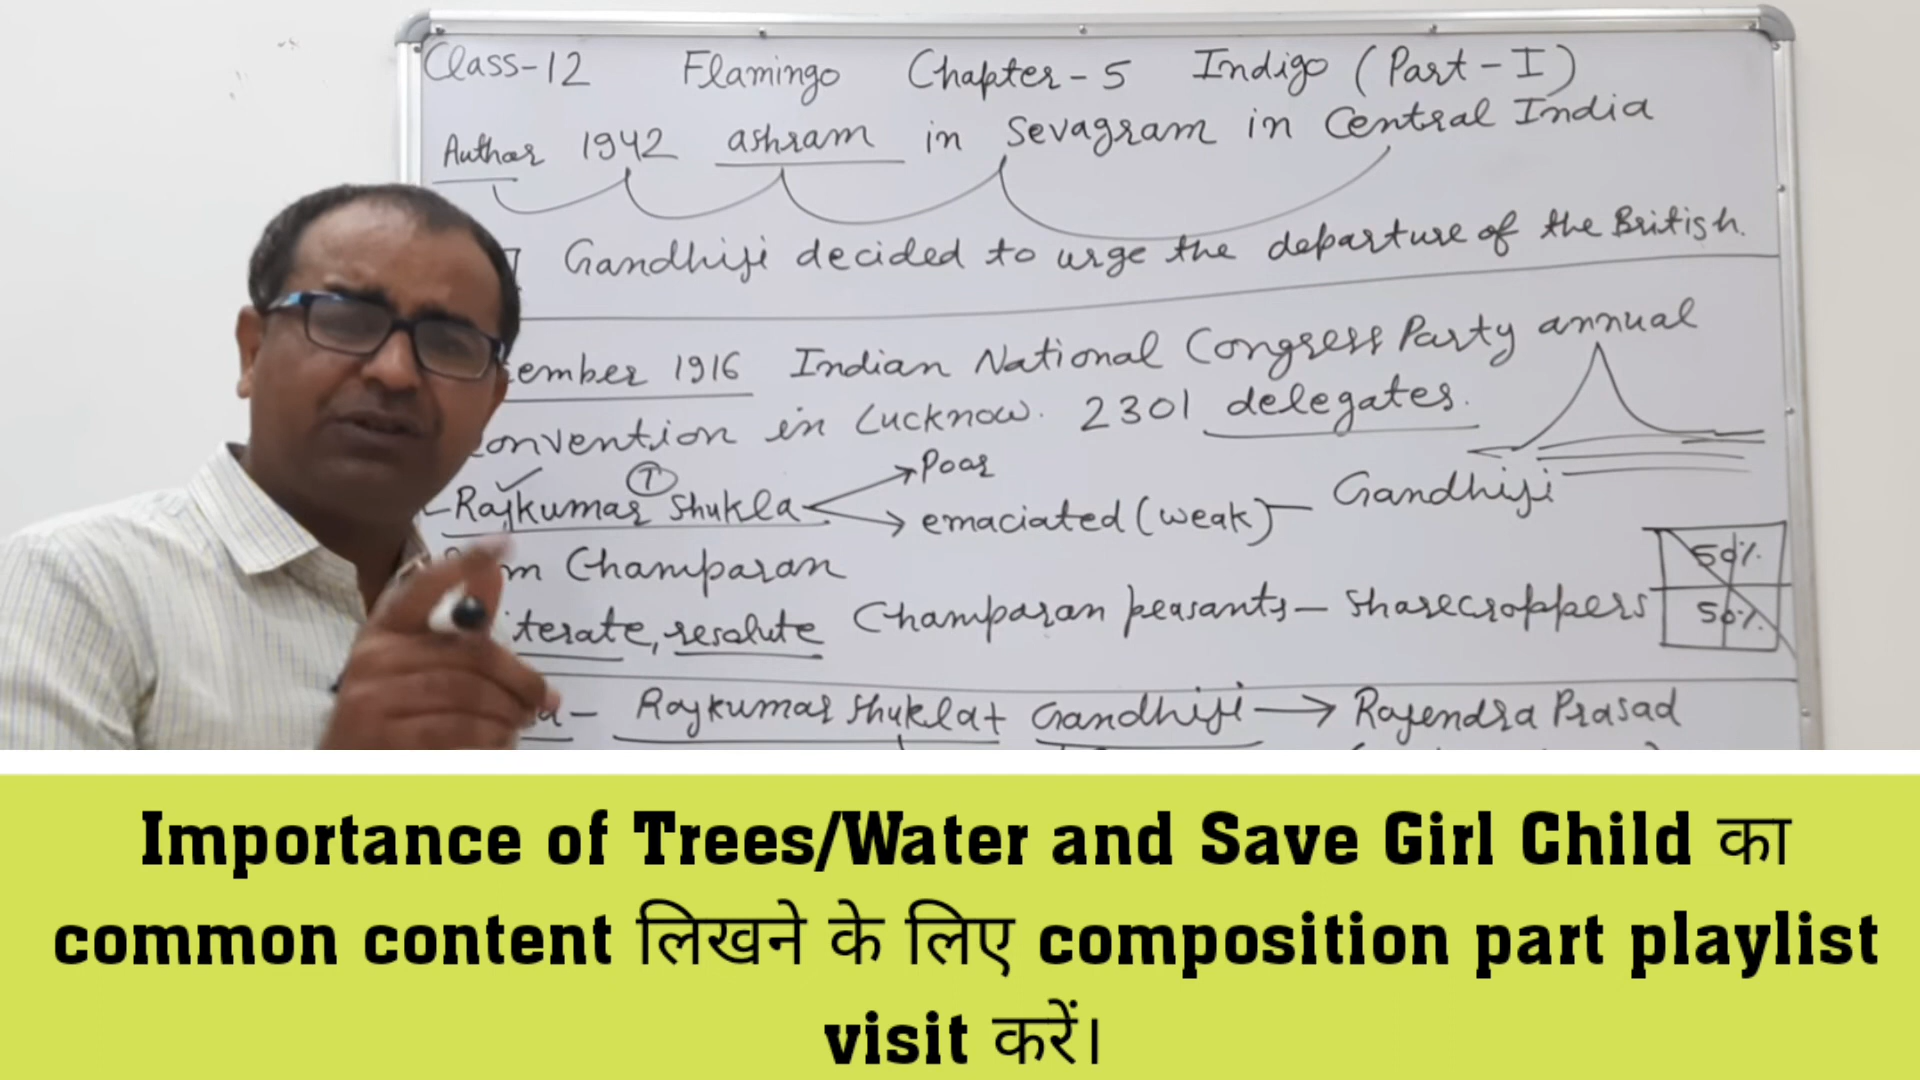 Class-12 Flamingo Chapter-5 Indigo (Part-I)
Author 1942 ashram in Sevagram in Central India
Gandhiji decided to urge the departure of the British.
ember 1916 Indian National Congress Party annual
onvention in Lucknow. 2301 delegates.
Rajkumar Shukla Poor
emaciated (weak) Gandhiji
m Champaran
50%
iterate, resolute Champaran peasants- sharecroppers 50%
a- Rajkumar Shukla+ Gandhiji → Rajendra Prasad
Importance of Trees/Water and Save Girl Child का
common content लिखने के लिए composition part playlist
visit करें।